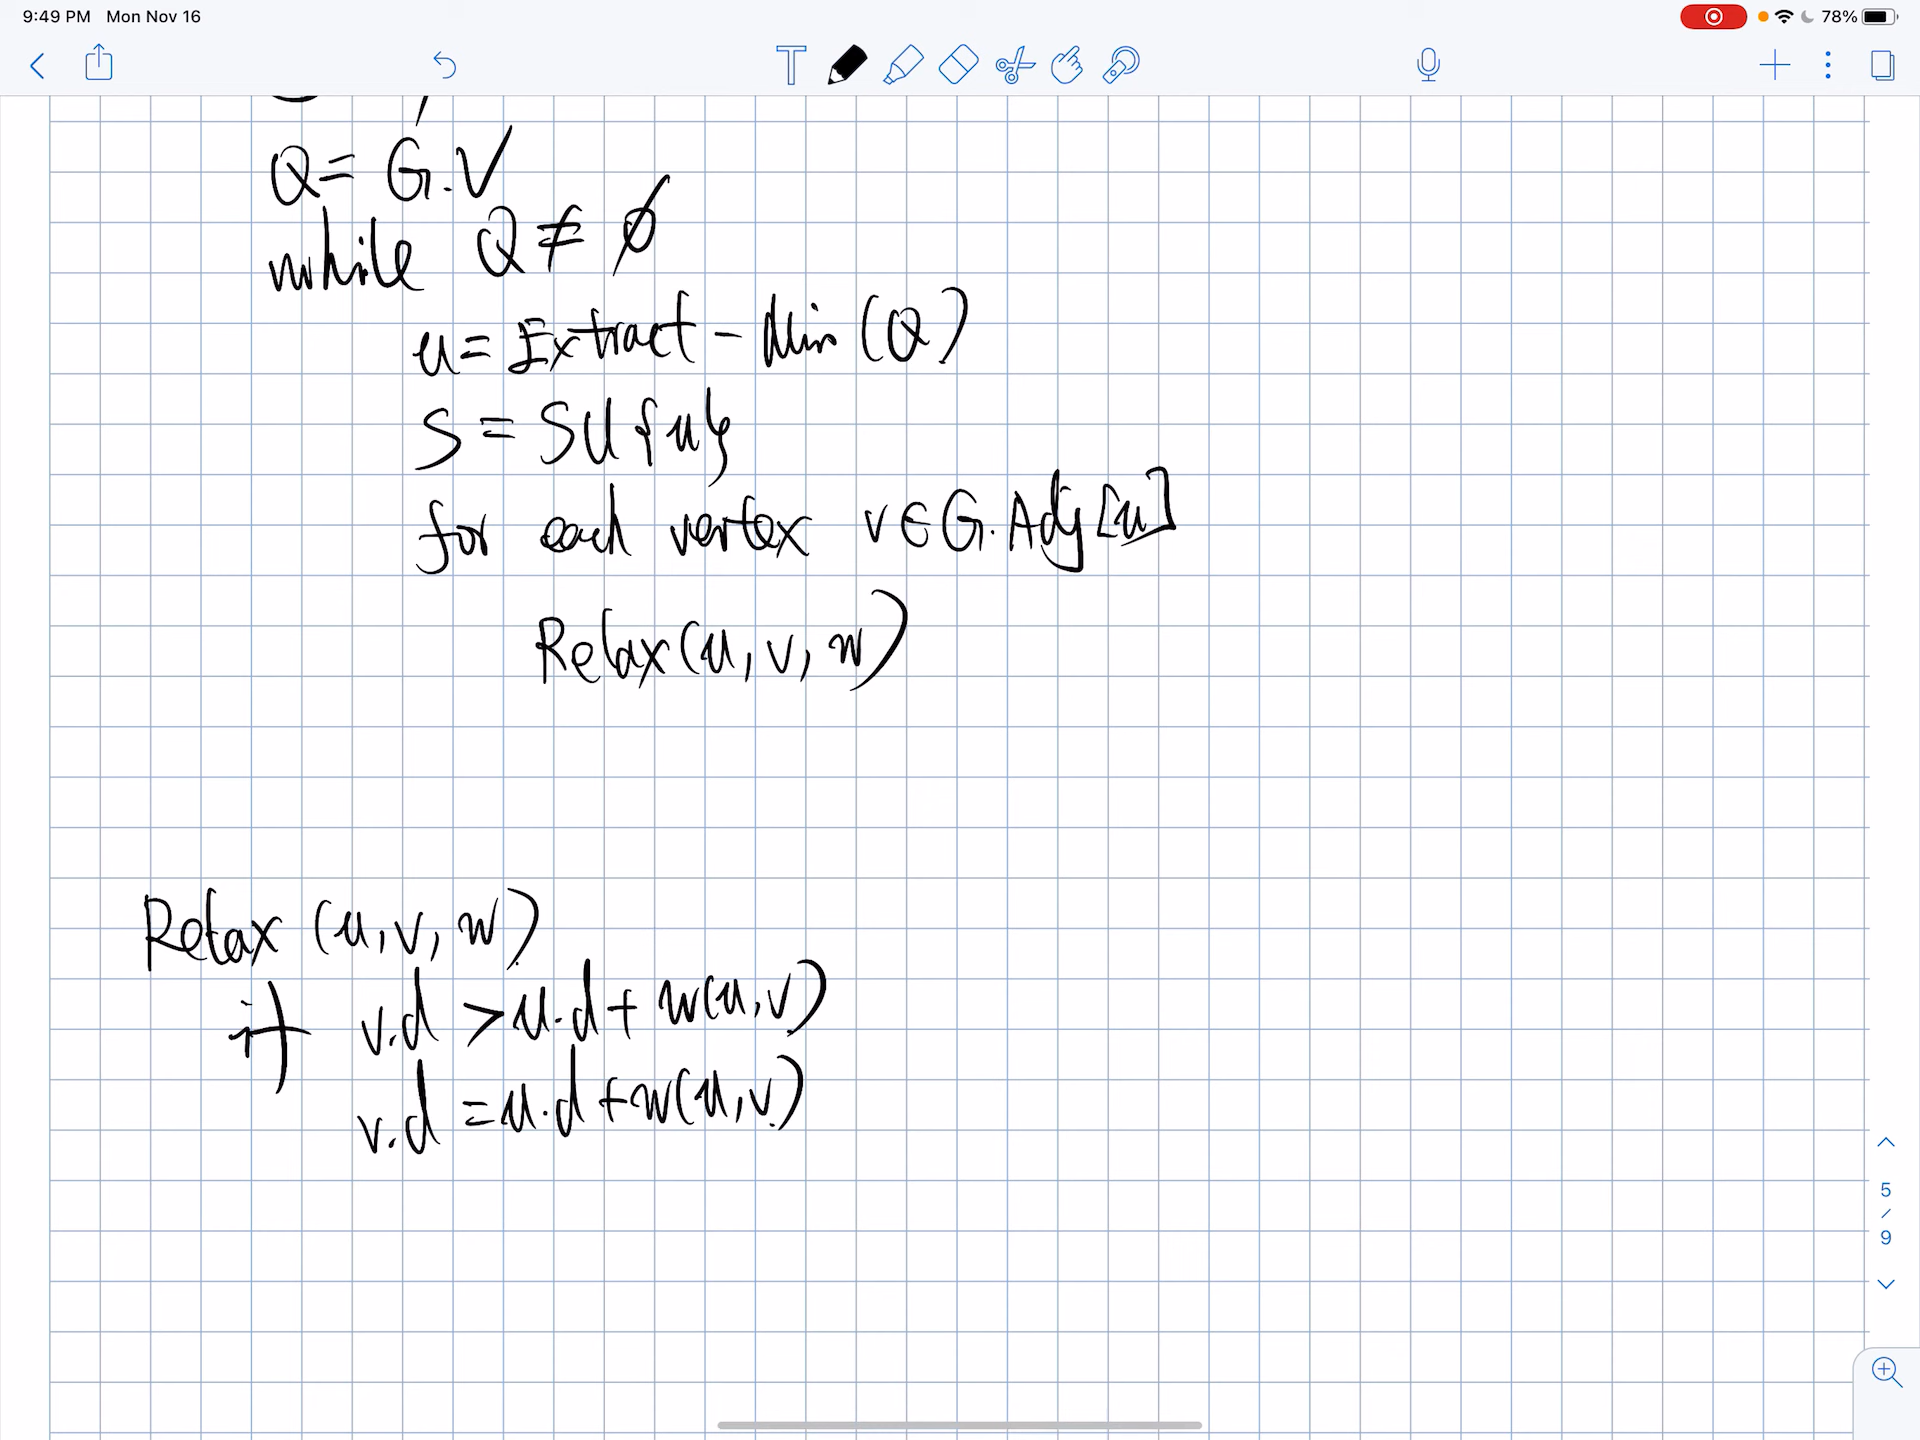 9:49 PM Mon Nov 16
78%
Q = G.V
while Q ≠ ∅
u = Extract - Min (Q)
S = S U {u}
for each vertex v ∈ G.Adj[u]
Relax(u, v, w)
Relax (u, v, w)
if v.d > u.d + w(u,v)
v.d = u.d + w(u,v)
5
/
9